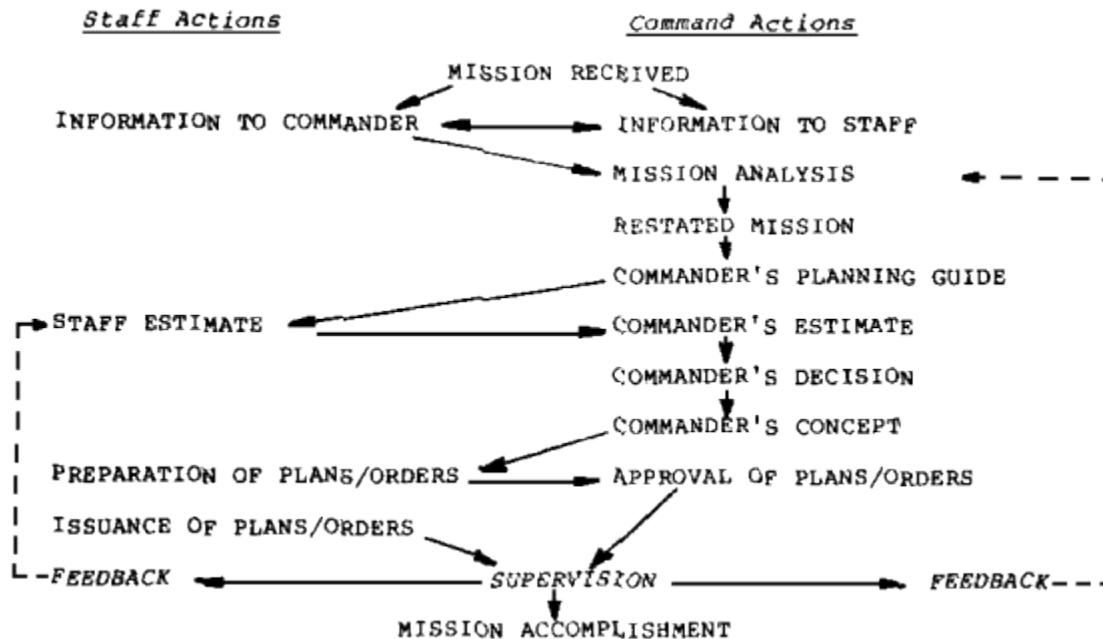 Staff Actions Command Actions
MISSION RECEIVED
INFORMATION TO COMMANDER INFORMATION TO STAFF
MISSION ANALYSIS
RESTATED MISSION
COMMANDER'S PLANNING GUIDE
STAFF ESTIMATE COMMANDER'S ESTIMATE
COMMANDER'S DECISION
COMMANDER'S CONCEPT
PREPARATION OF PLANS/ORDERS APPROVAL OF PLANS/ORDERS
ISSUANCE OF PLANS/ORDERS
FEEDBACK SUPERVISION FEEDBACK
MISSION ACCOMPLISHMENT